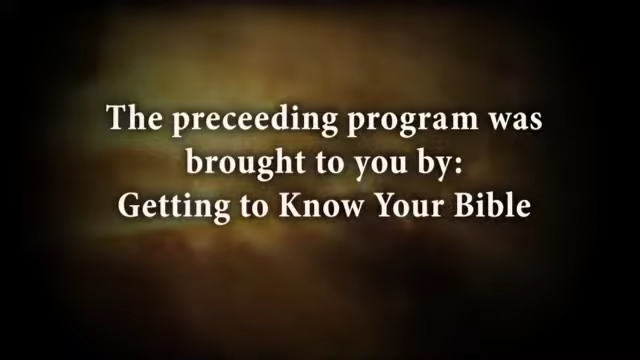 The preceeding program was
brought to you by:
Getting to Know Your Bible